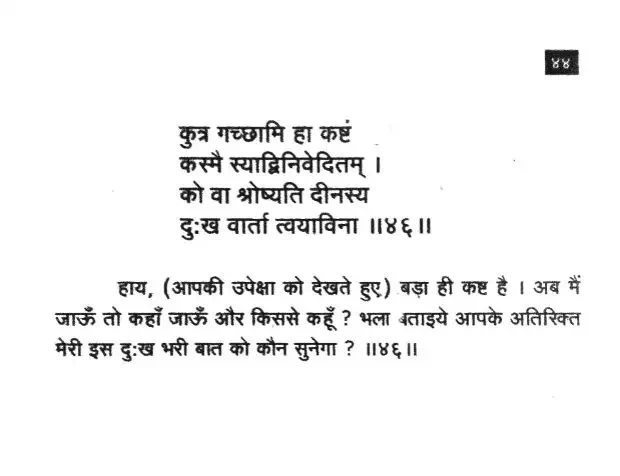 ४४
कुत्र गच्छामि हा कष्टं
कस्मै स्याद्विनिवेदितम् ।
को वा श्रोष्यति दीनस्य
दुःख वार्ता त्वयाविना ॥४६॥
हाय, (आपकी उपेक्षा को देखते हुए) बड़ा ही कष्ट है । अब मैं
जाऊँ तो कहाँ जाऊँ और किससे कहूँ ? भला बताइये आपके अतिरिक्त
मेरी इस दुःख भरी बात को कौन सुनेगा ? ॥४६॥